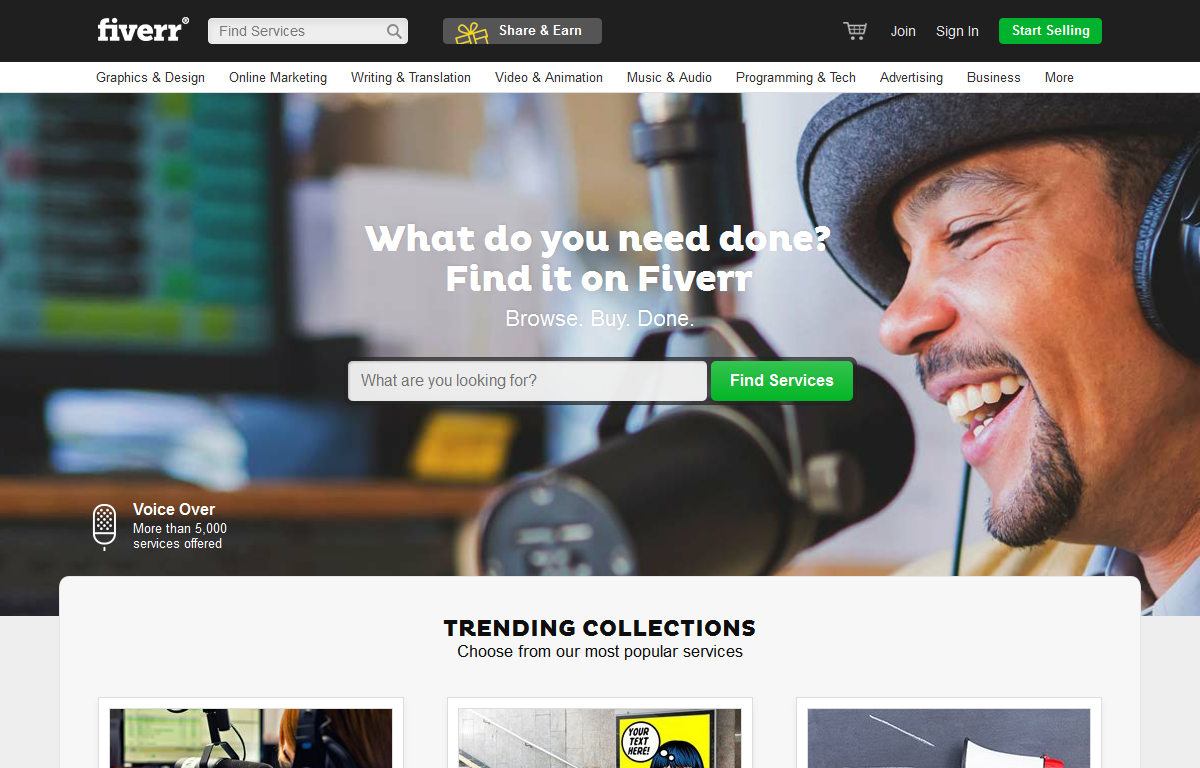 fiverr®
Find Services
Share & Earn
Join
Sign In
Start Selling
Graphics & Design
Online Marketing
Writing & Translation
Video & Animation
Music & Audio
Programming & Tech
Advertising
Business
More
What do you need done?
Find it on Fiverr
Browse. Buy. Done.
What are you looking for?
Find Services
Voice Over
More than 5,000
services offered
TRENDING COLLECTIONS
Choose from our most popular services
YOUR
TEXT
HERE!